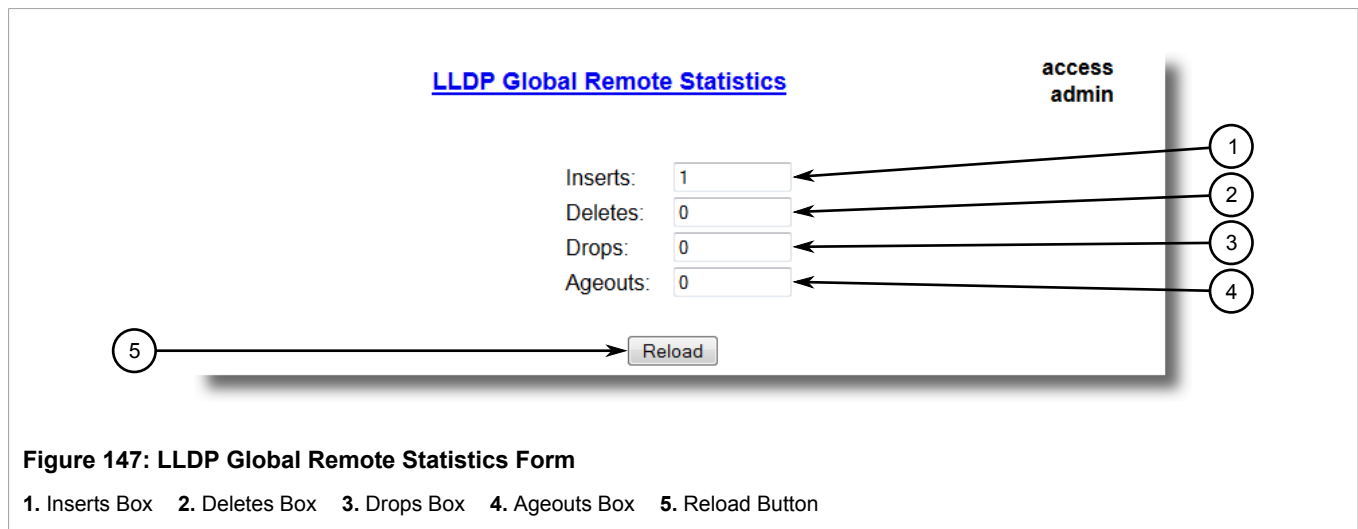 LLDP Global Remote Statistics
access
admin
Inserts: 1
Deletes: 0
Drops: 0
Ageouts: 0
Reload
1
2
3
4
5
Figure 147: LLDP Global Remote Statistics Form
1. Inserts Box 2. Deletes Box 3. Drops Box 4. Ageouts Box 5. Reload Button